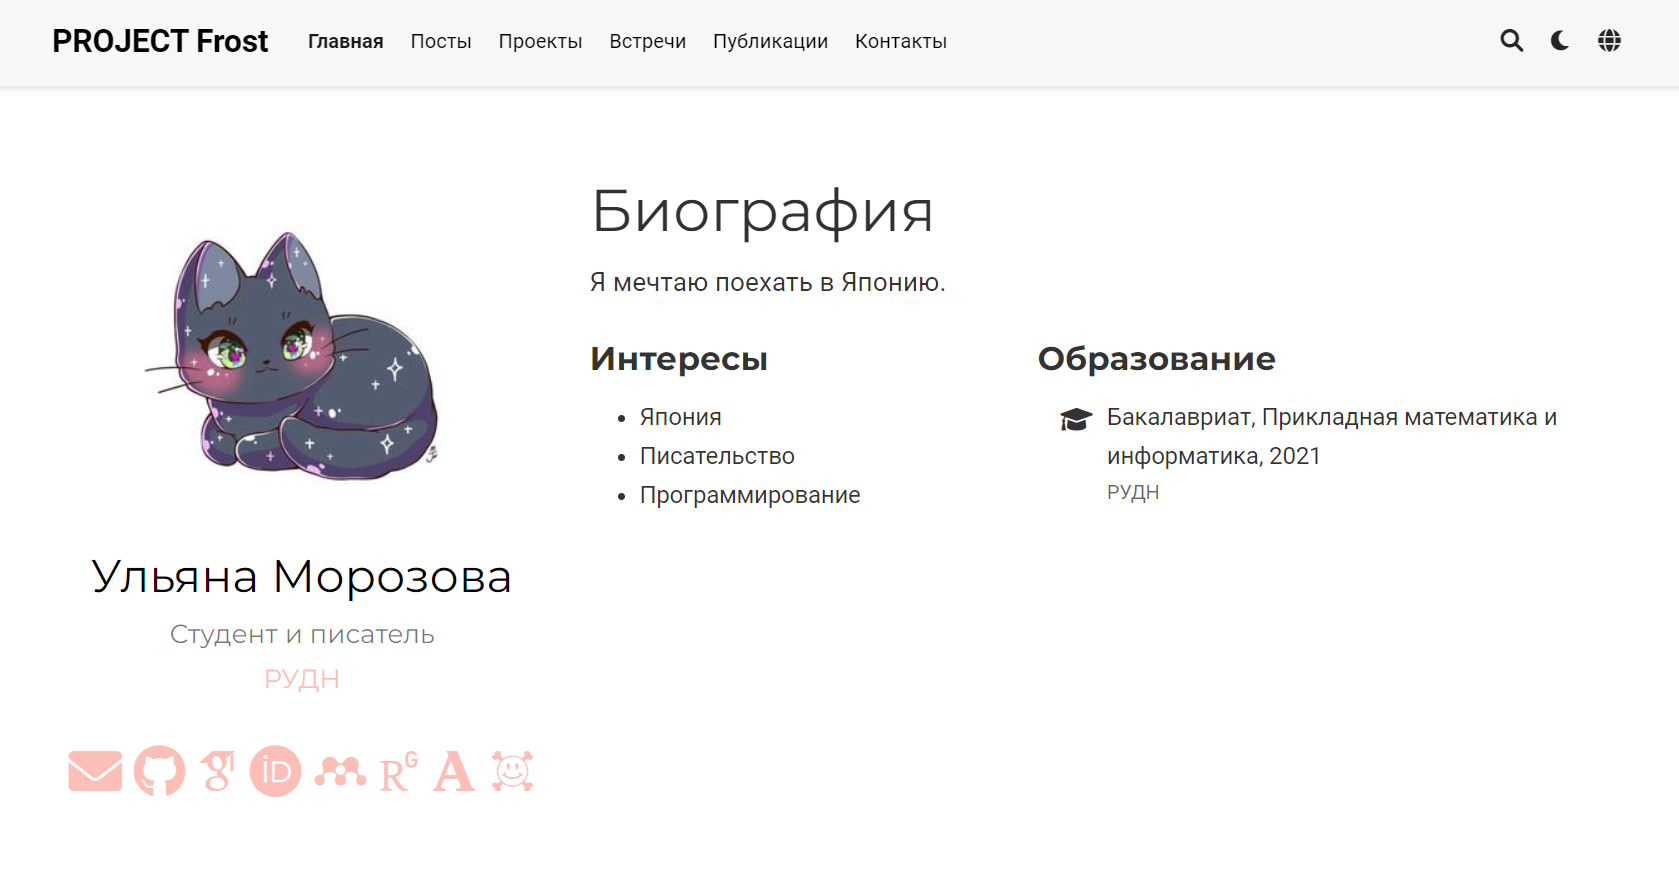 PROJECT Frost
Главная Посты Проекты Встречи Публикации Контакты
Биография
Я мечтаю поехать в Японию.
Интересы
Япония
Писательство
Программирование
Образование
Бакалавриат, Прикладная математика и
информатика, 2021
РУДН
Ульяна Морозова
Студент и писатель
РУДН